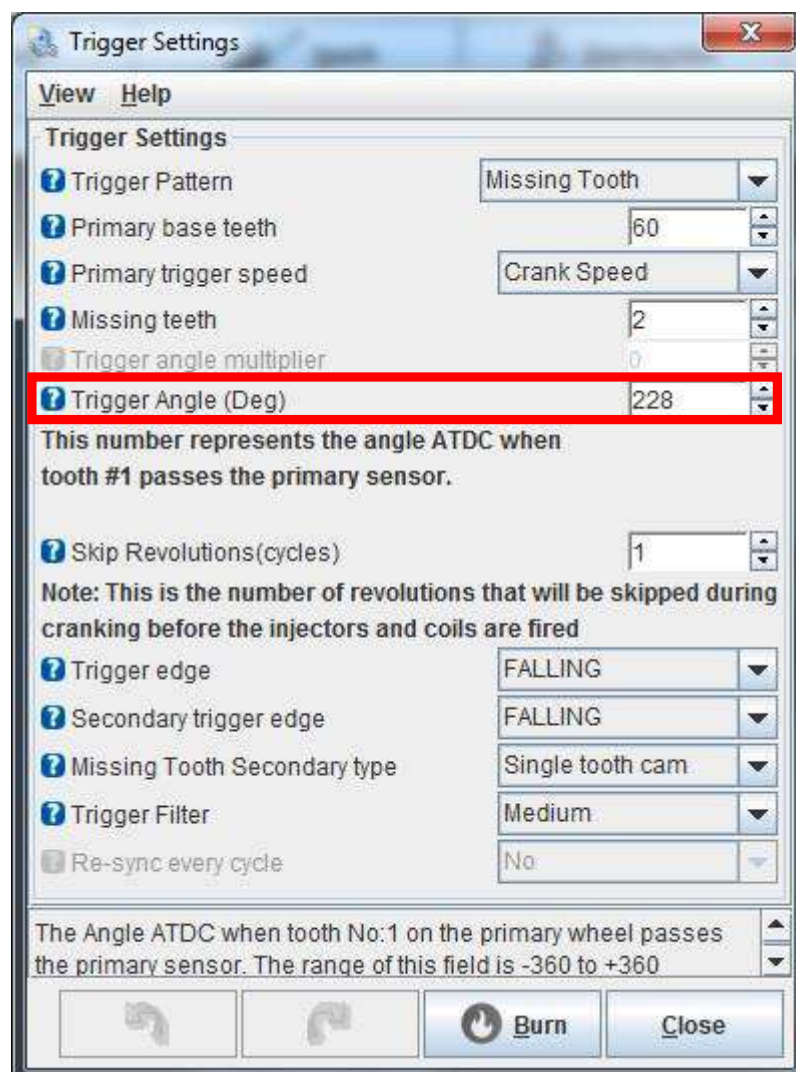 Trigger Settings
View Help
Trigger Settings
Trigger Pattern Missing Tooth
Primary base teeth 60
Primary trigger speed Crank Speed
Missing teeth 2
Trigger angle multiplier 0
Trigger Angle (Deg) 228
This number represents the angle ATDC when
tooth #1 passes the primary sensor.
Skip Revolutions(cycles) 1
Note: This is the number of revolutions that will be skipped during
cranking before the injectors and coils are fired
Trigger edge FALLING
Secondary trigger edge FALLING
Missing Tooth Secondary type Single tooth cam
Trigger Filter Medium
Re-sync every cycle No
The Angle ATDC when tooth No:1 on the primary wheel passes
the primary sensor. The range of this field is -360 to +360
Burn Close